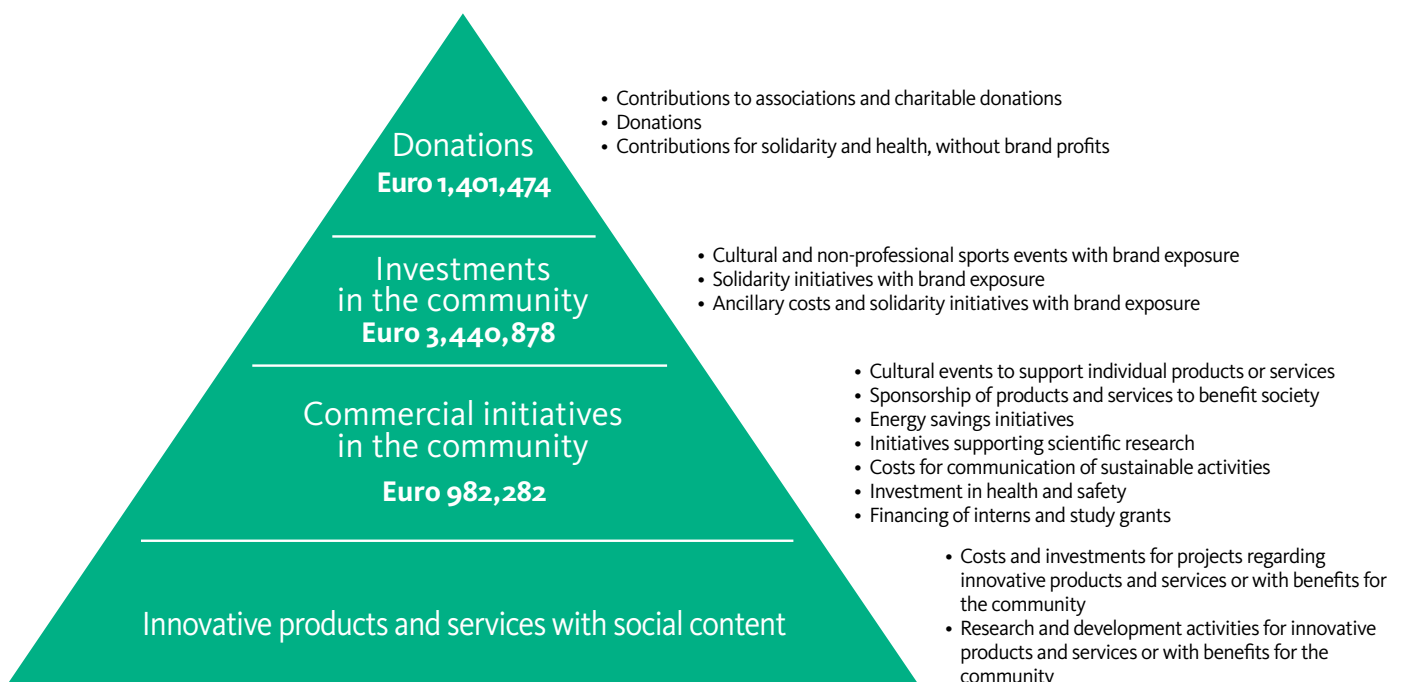 Donations
Euro 1,401,474
• Contributions to associations and charitable donations
• Donations
• Contributions for solidarity and health, without brand profits
Investments
in the community
Euro 3,440,878
• Cultural and non-professional sports events with brand exposure
• Solidarity initiatives with brand exposure
• Ancillary costs and solidarity initiatives with brand exposure
Commercial initiatives
in the community
Euro 982,282
• Cultural events to support individual products or services
• Sponsorship of products and services to benefit society
• Energy savings initiatives
• Initiatives supporting scientific research
• Costs for communication of sustainable activities
• Investment in health and safety
• Financing of interns and study grants
Innovative products and services with social content
• Costs and investments for projects regarding
innovative products and services or with benefits for
the community
• Research and development activities for innovative
products and services or with benefits for the
community